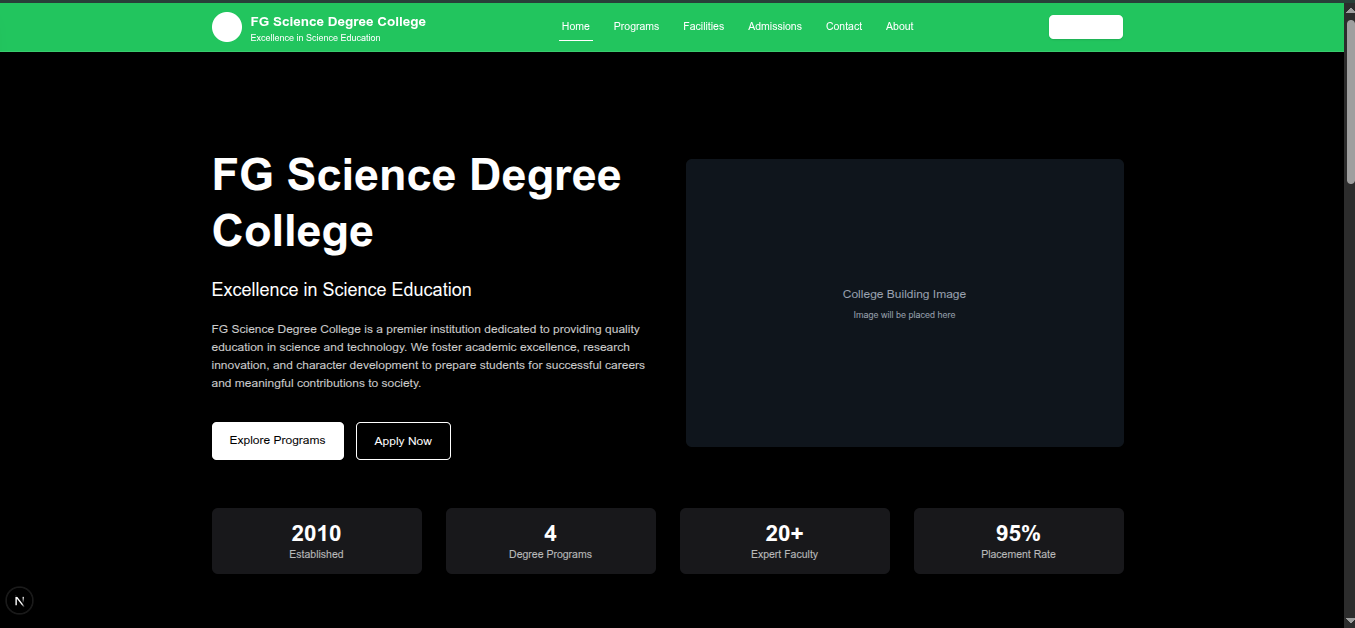 FG Science Degree College
Excellence in Science Education
Home Programs Facilities Admissions Contact About
FG Science Degree
College
Excellence in Science Education
FG Science Degree College is a premier institution dedicated to providing quality
education in science and technology. We foster academic excellence, research
innovation, and character development to prepare students for successful careers
and meaningful contributions to society.
Explore Programs Apply Now
College Building Image
Image will be placed here
2010
Established
4
Degree Programs
20+
Expert Faculty
95%
Placement Rate
N